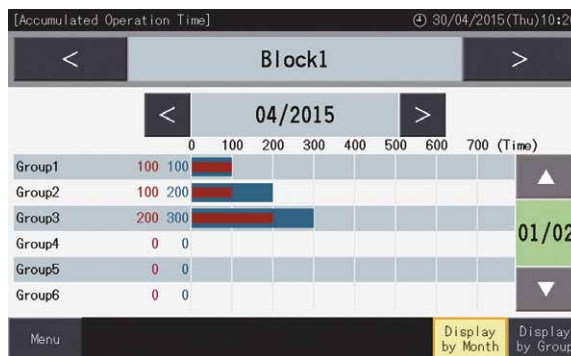 [Accumulated Operation Time] 30/04/2015(Thu)10:20
< Block1 >
< 04/2015 >
0 100 200 300 400 500 600 700 (Time)
Group1 100 100
Group2 100 200
Group3 200 300
01/02
Group4 0 0
Group5 0 0
Group6 0 0
Menu
Display by Month
Display by Group